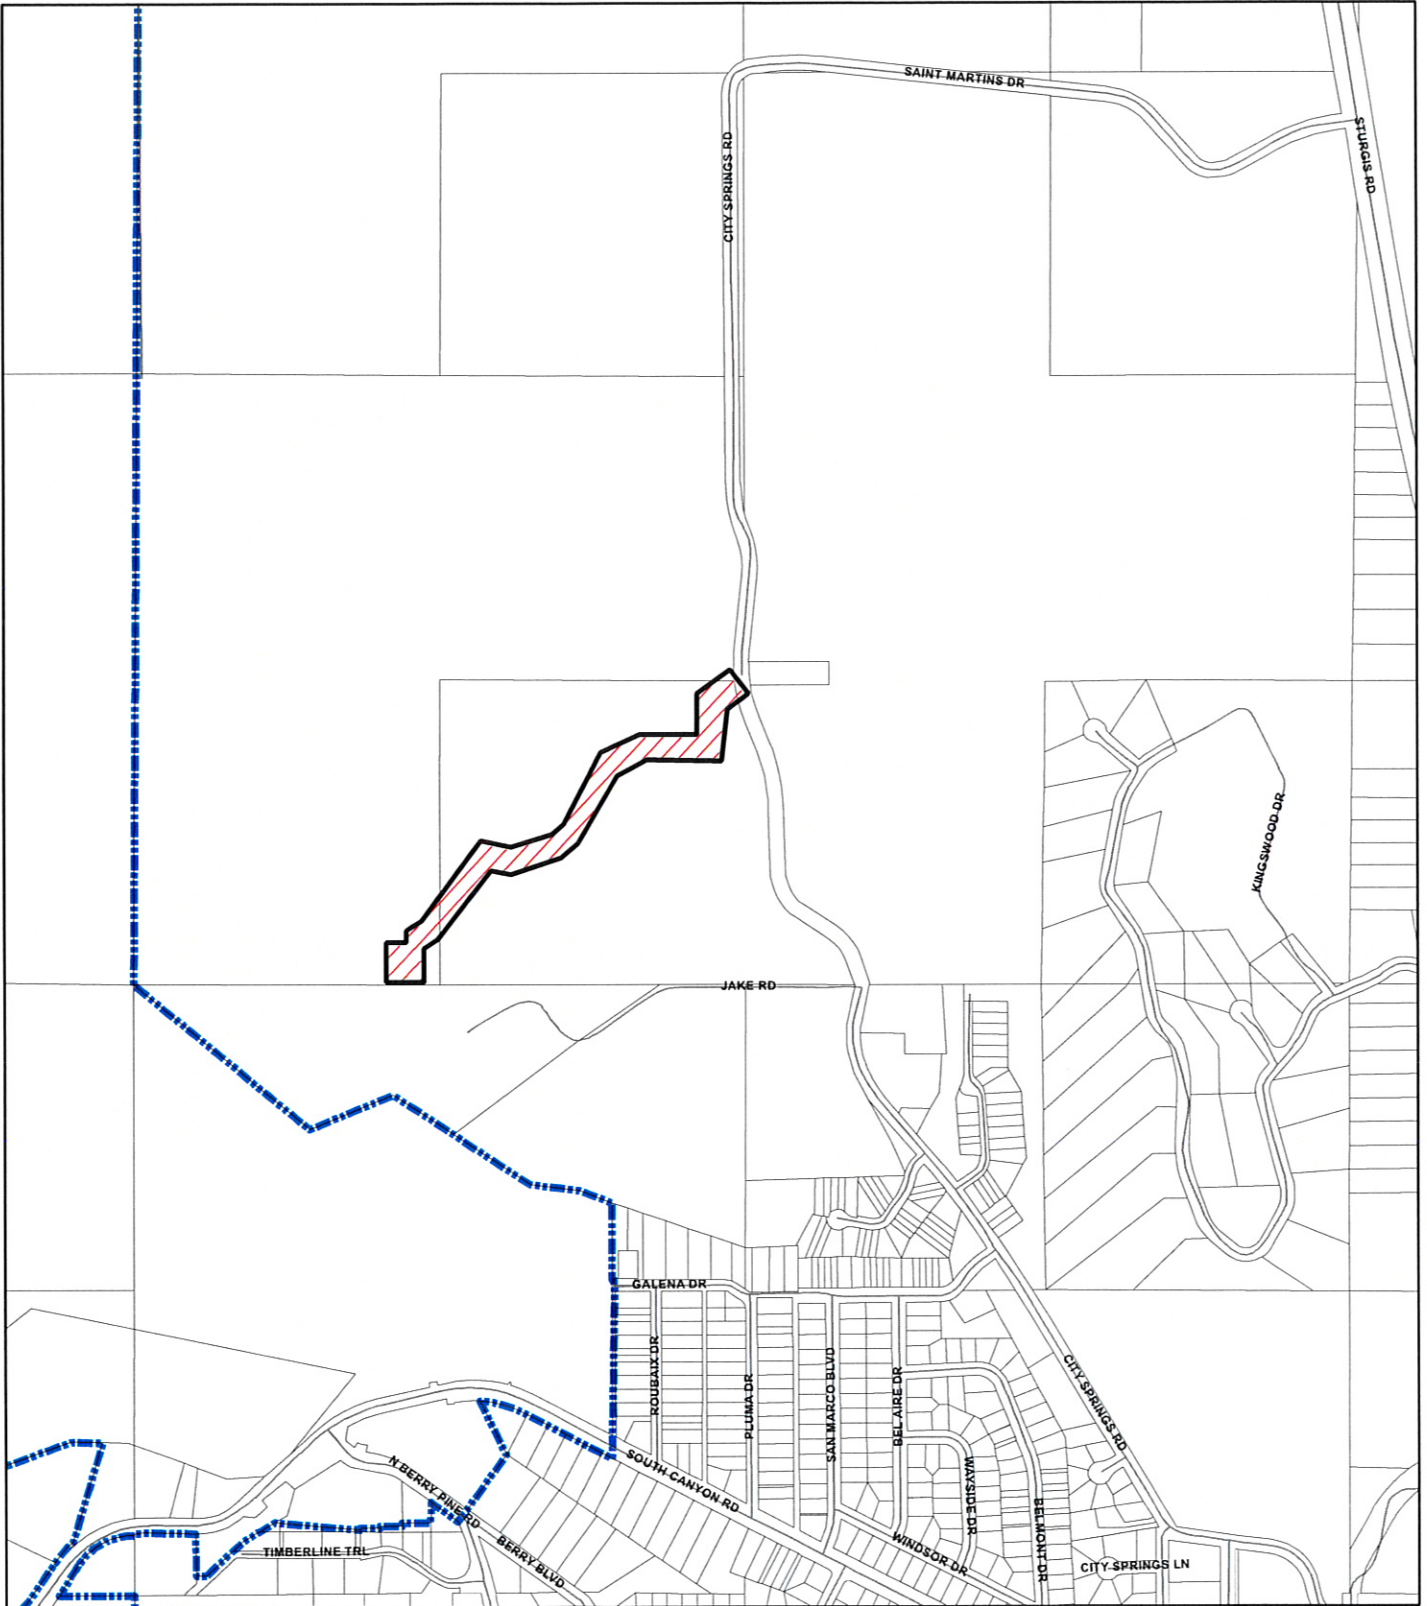 SAINT MARTINS DR
STURGIS RD
CITY SPRINGS RD
KINGSWOOD DR
JAKE RD
GALENA DR
ROUBAIX DR
PLUMA DR
SAN MARCO BLVD
BEL AIRE DR
CITY SPRINGS RD
SOUTH CANYON RD
N BERRY PINE RD
WAYSIDE DR
BELMONT DR
WINDSOR DR
BERRY BLVD
TIMBERLINE TRL
CITY SPRINGS LN